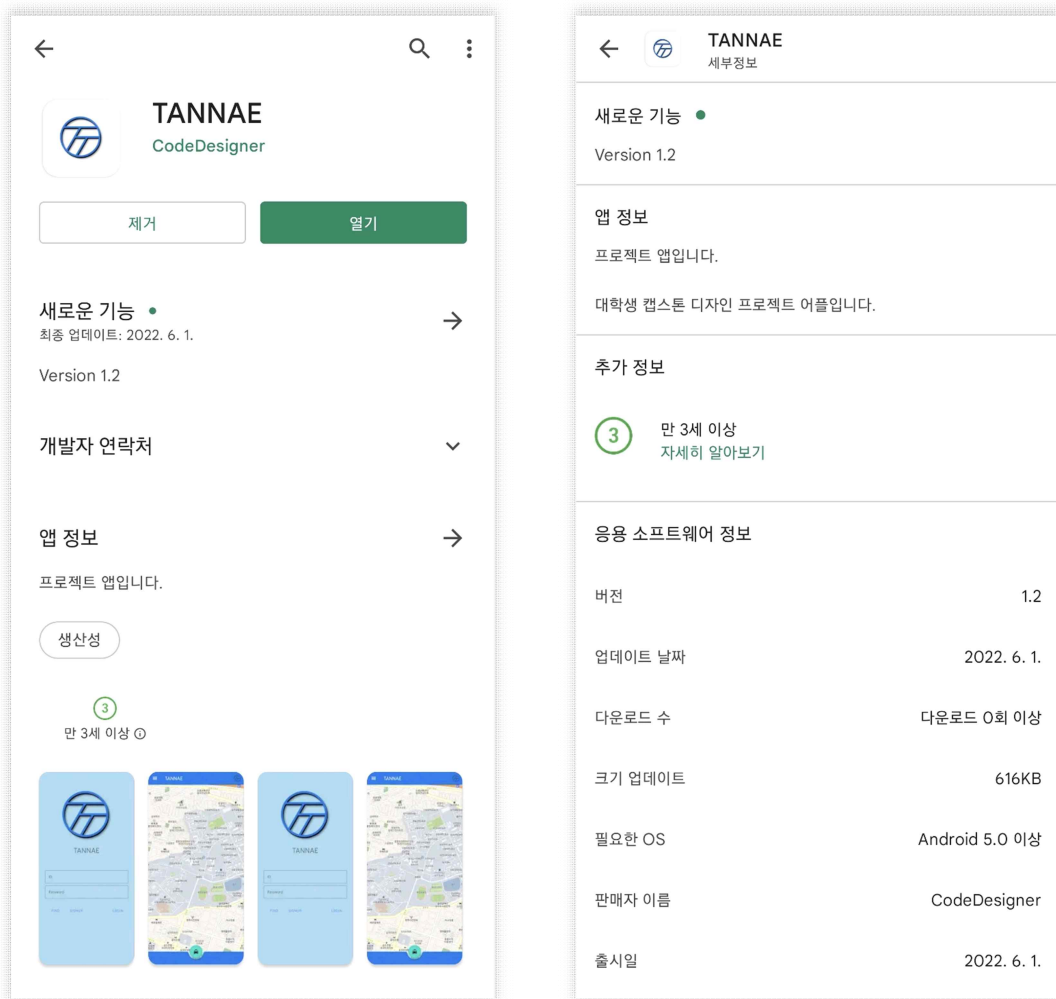 TANNAE
CodeDesigner
제거
열기
새로운 기능
최종 업데이트: 2022. 6. 1.
Version 1.2
개발자 연락처
앱 정보
프로젝트 앱입니다.
생산성
3
만 3세 이상
TANNAE
TANNAE
TANNAE
TANNAE
TANNAE
세부정보
새로운 기능
Version 1.2
앱 정보
프로젝트 앱입니다.
대학생 캡스톤 디자인 프로젝트 어플입니다.
추가 정보
3
만 3세 이상
자세히 알아보기
응용 소프트웨어 정보
버전 1.2
업데이트 날짜 2022. 6. 1.
다운로드 수 다운로드 0회 이상
크기 업데이트 616KB
필요한 OS Android 5.0 이상
판매자 이름 CodeDesigner
출시일 2022. 6. 1.